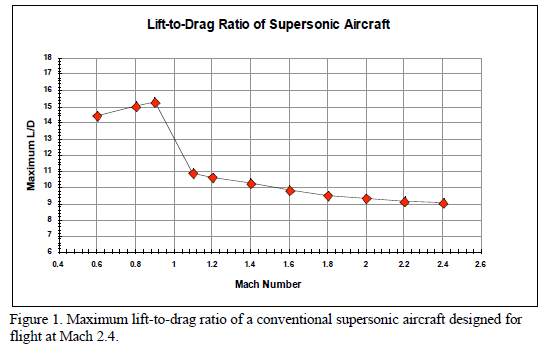 Lift-to-Drag Ratio of Supersonic Aircraft
18
17
16
15
14
13
12
11
10
9
8
7
6
Maximum L/D
0.4 0.6 0.8 1 1.2 1.4 1.6 1.8 2 2.2 2.4 2.6
Mach Number
Figure 1. Maximum lift-to-drag ratio of a conventional supersonic aircraft designed for
flight at Mach 2.4.